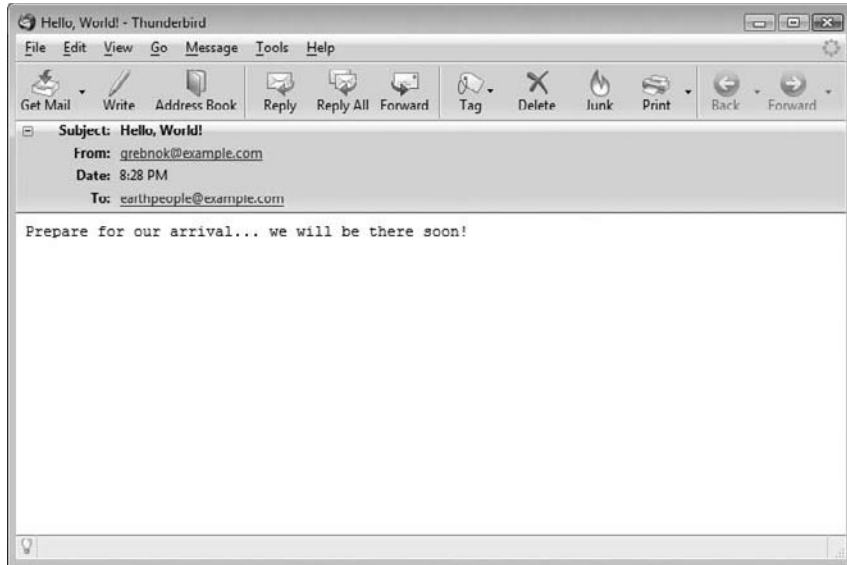 Hello, World! - Thunderbird
File Edit View Go Message Tools Help
Get Mail Write Address Book Reply Reply All Forward Tag Delete Junk Print Back Forward
Subject: Hello, World!
From: grebnok@example.com
Date: 8:28 PM
To: earthpeople@example.com
Prepare for our arrival... we will be there soon!